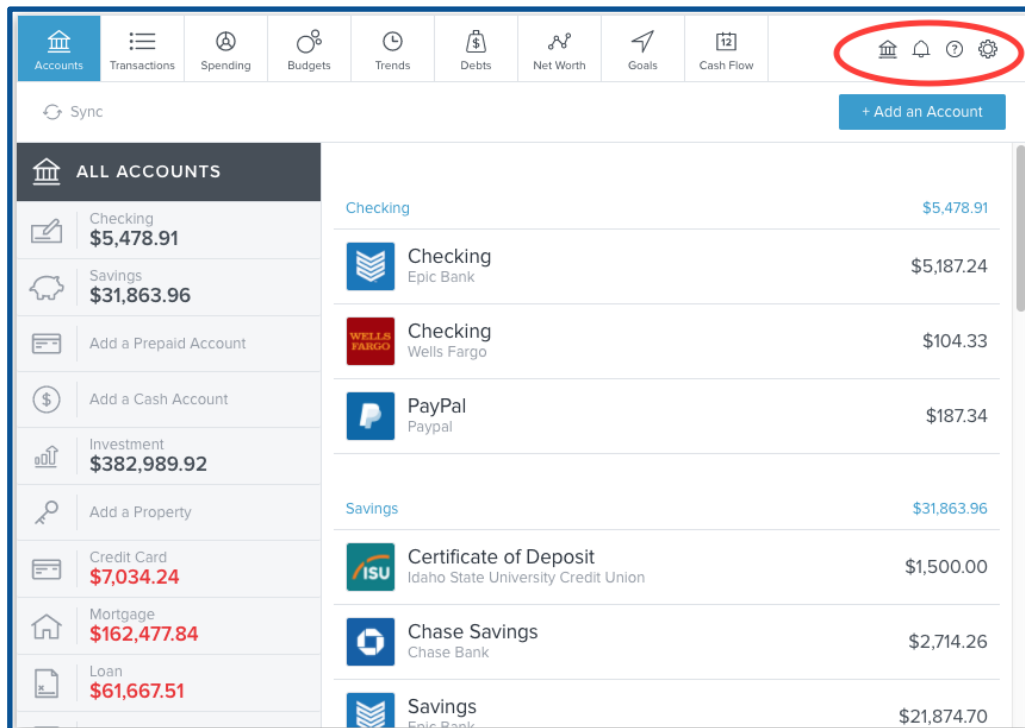 Accounts
Transactions
Spending
Budgets
Trends
$
Debts
Net Worth
Goals
12
Cash Flow
?
Sync
+ Add an Account
ALL ACCOUNTS
Checking
$5,478.91
Savings
$31,863.96
Add a Prepaid Account
$
Add a Cash Account
Investment
$382,989.92
Add a Property
Credit Card
$7,034.24
Mortgage
$162,477.84
Loan
$61,667.51
Checking $5,478.91
Checking
Epic Bank
$5,187.24
WELLS
FARGO
Checking
Wells Fargo
$104.33
PayPal
Paypal
$187.34
Savings $31,863.96
ISU
Certificate of Deposit
Idaho State University Credit Union
$1,500.00
Chase Savings
Chase Bank
$2,714.26
Savings
Epic Bank
$21,874.70